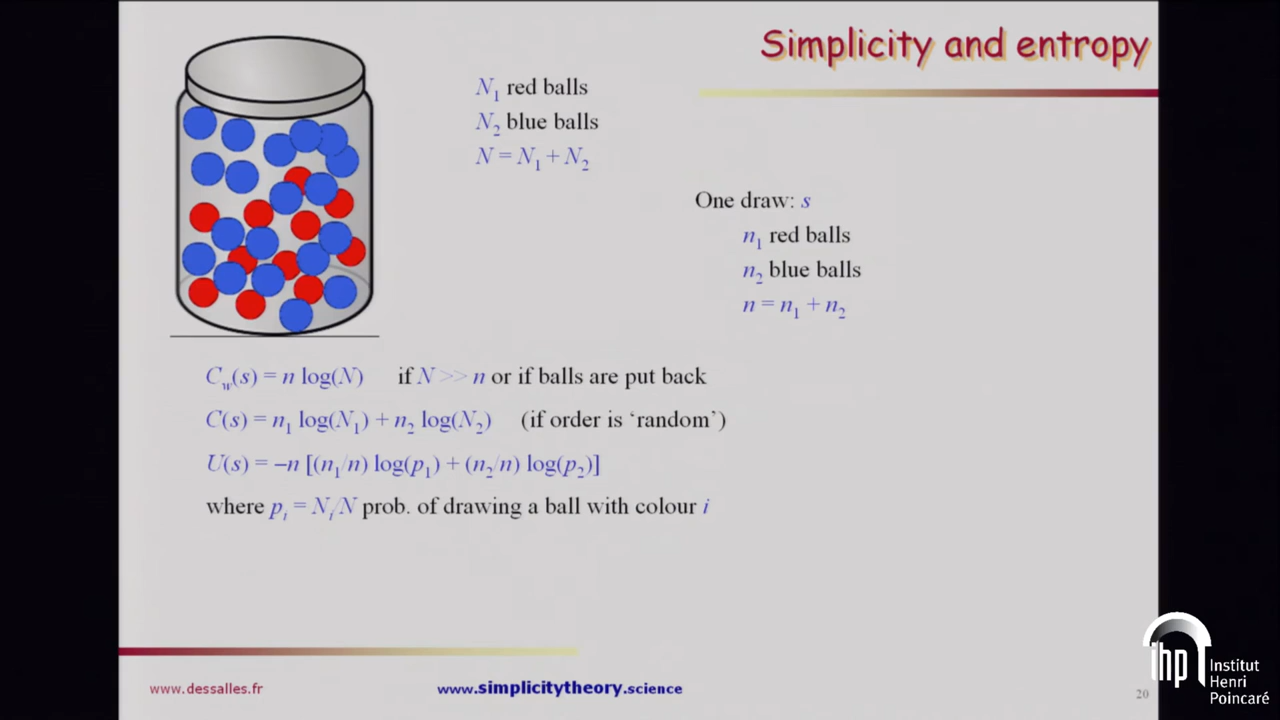 Simplicity and entropy
N₁ red balls
N₂ blue balls
N = N₁ + N₂
One draw: s
n₁ red balls
n₂ blue balls
n = n₁ + n₂
C_w(s) = n log(N) if N >> n or if balls are put back
C(s) = n₁ log(N₁) + n₂ log(N₂) (if order is ‘random’)
U(s) = –n [(n₁/n) log(p₁) + (n₂/n) log(p₂)]
where pᵢ = Nᵢ/N prob. of drawing a ball with colour i
www.dessalles.fr
www.simplicitytheory.science
20
ihp
Institut
Henri
Poincaré